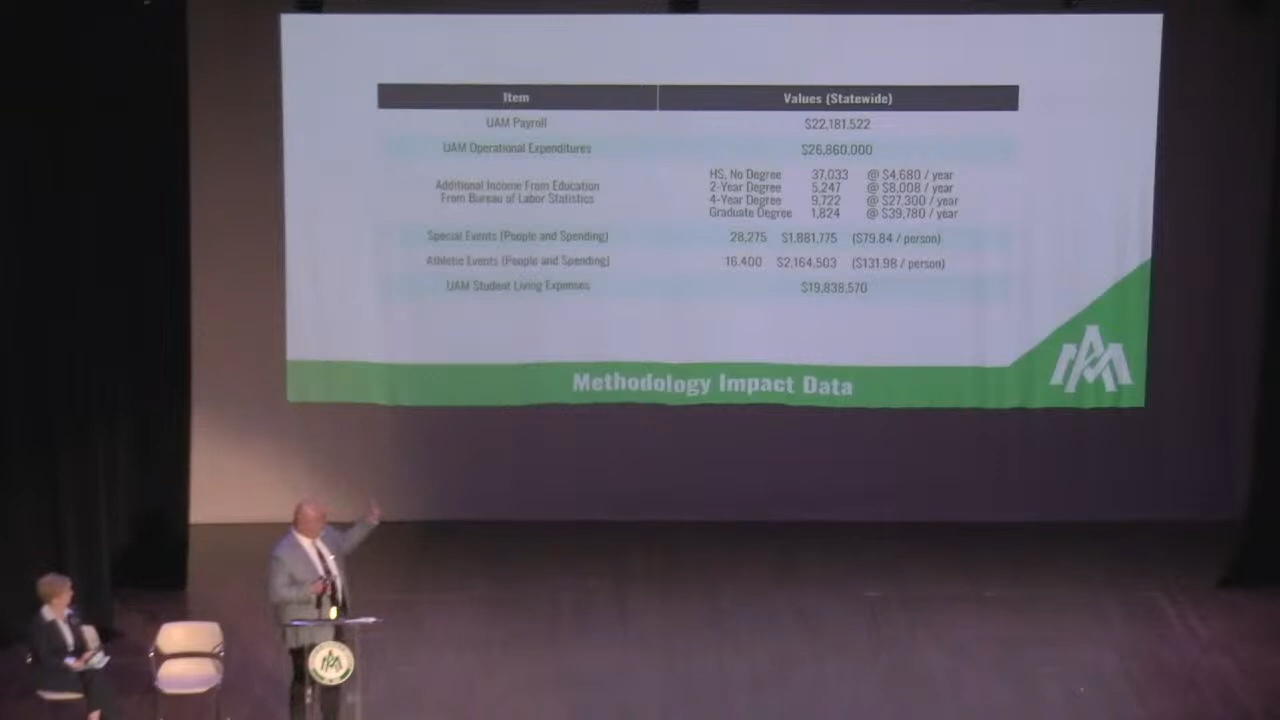 Item Values (Statewide)
UAM Payroll $22,181,522
UAM Operational Expenditures $26,860,000
Additional Income From Education
From Bureau of Labor Statistics
HS, No Degree 37,033 @ $4,680 / year
2-Year Degree 5,247 @ $8,008 / year
4-Year Degree 9,722 @ $27,300 / year
Graduate Degree 1,824 @ $39,780 / year
Special Events (People and Spending) 28,275 $1,881,775 ($79.84 / person)
Athletic Events (People and Spending) 16,400 $2,164,503 ($131.98 / person)
UAM Student Living Expenses $19,838,570
Methodology Impact Data